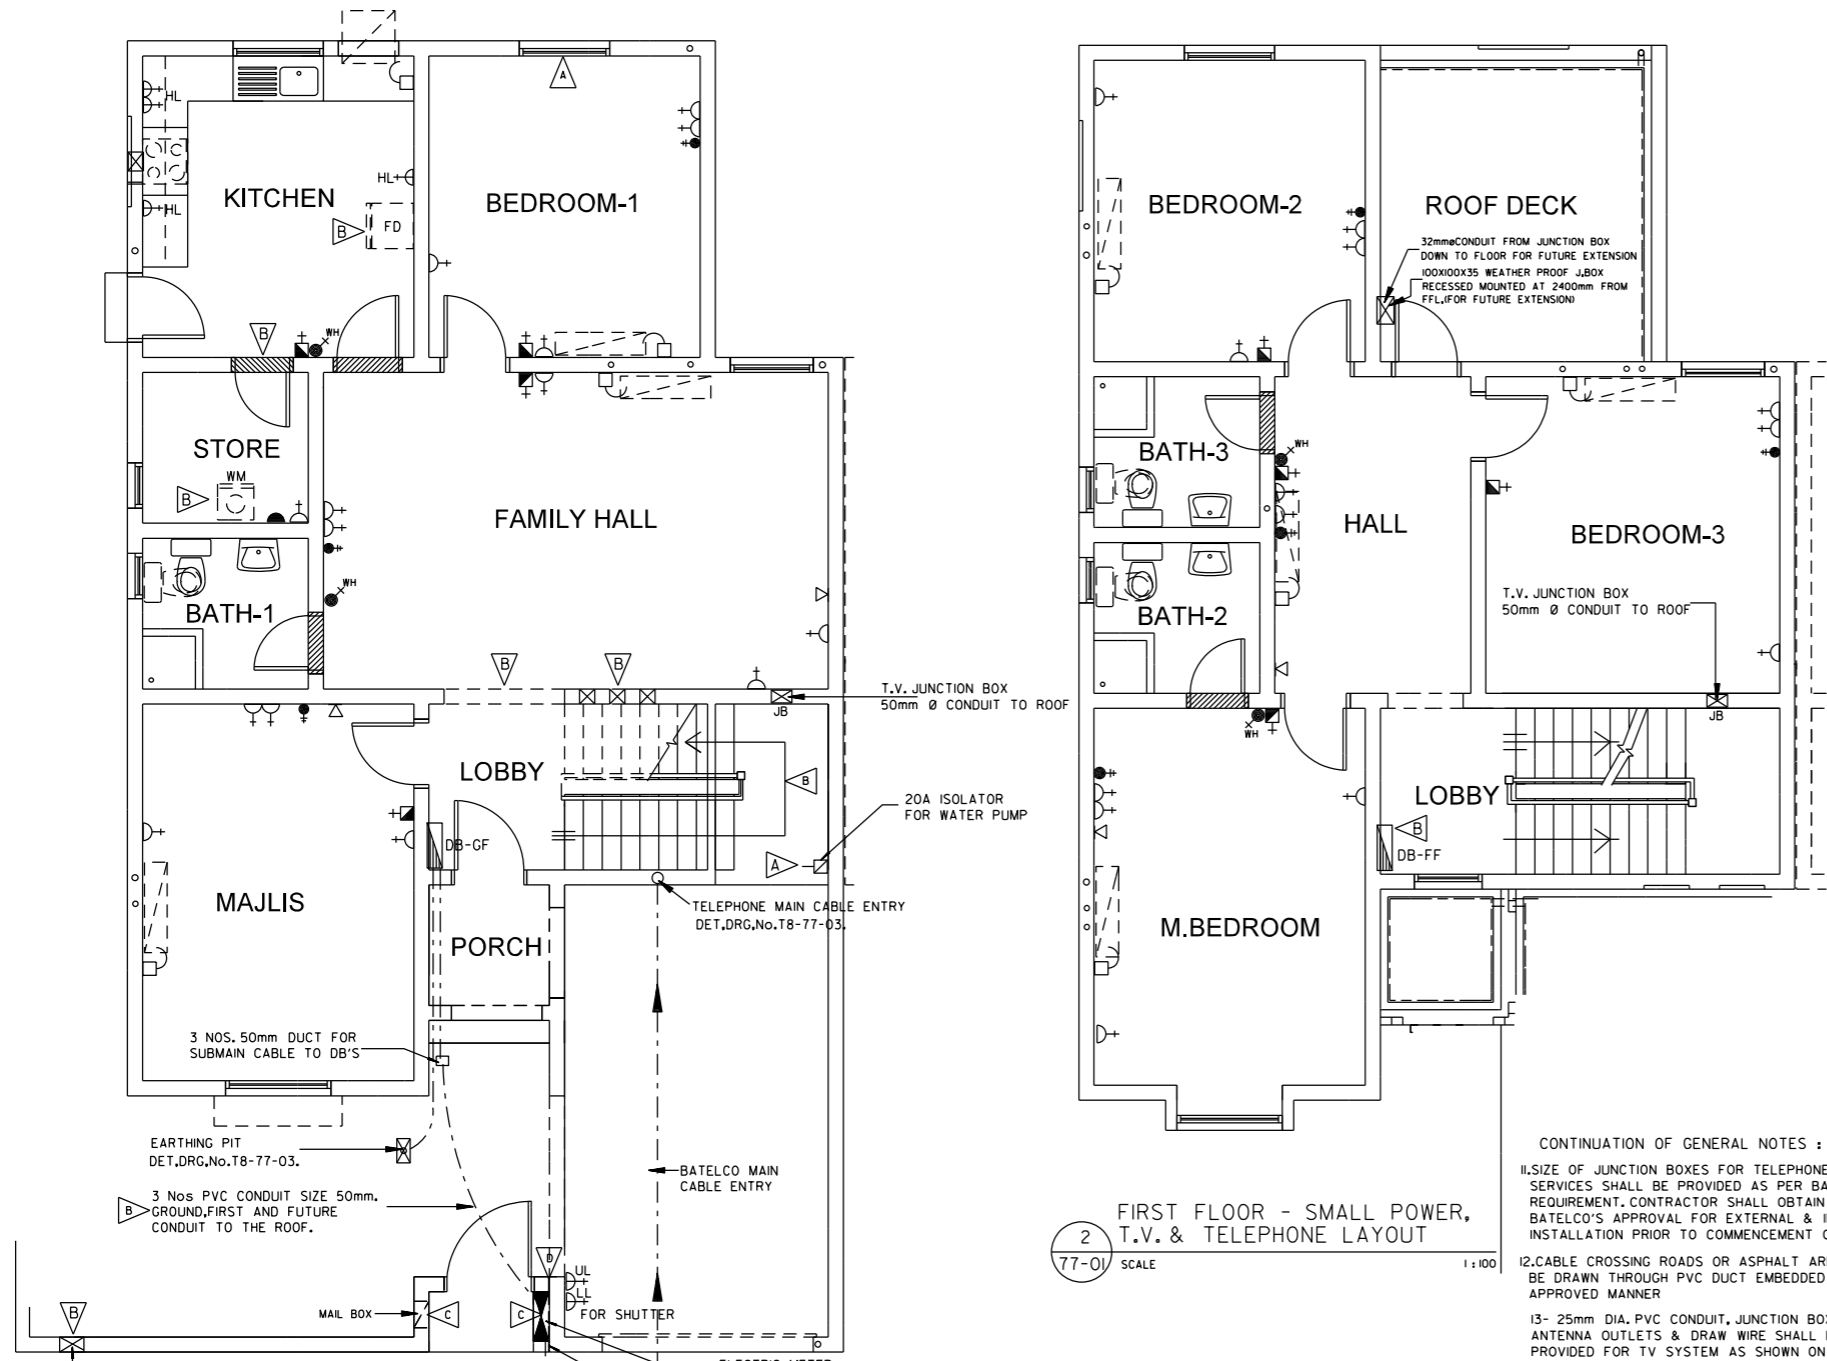 A
HL
KITCHEN
HL
B
FD
HL
BEDROOM-1
B
WH
STORE
WM
B
FAMILY HALL
WH
BATH-1
B
B
T.V. JUNCTION BOX
50mm Ø CONDUIT TO ROOF
JB
LOBBY
B
20A ISOLATOR
FOR WATER PUMP
DB-GF
A
MAJLIS
TELEPHONE MAIN CABLE ENTRY
DET.DRG.No.T8-77-03.
PORCH
3 NOS. 50mm DUCT FOR
SUBMAIN CABLE TO DB'S
EARTHING PIT
DET.DRG.No.T8-77-03.
BATELCO MAIN
CABLE ENTRY
B
3 Nos PVC CONDUIT SIZE 50mm.
GROUND,FIRST AND FUTURE
CONDUIT TO THE ROOF.
D
UL
LL
FOR SHUTTER
MAIL BOX
C
C
B
ELECTRIC METER
BEDROOM-2
ROOF DECK
32mmøCONDUIT FROM JUNCTION BOX
DOWN TO FLOOR FOR FUTURE EXTENSION
100X100X35 WEATHER PROOF J.BOX
RECESSED MOUNTED AT 2400mm FROM
FFL.(FOR FUTURE EXTENSION)
BATH-3
WH
HALL
BEDROOM-3
T.V. JUNCTION BOX
50mm Ø CONDUIT TO ROOF
BATH-2
JB
WH
LOBBY
B
DB-FF
M.BEDROOM
FIRST FLOOR - SMALL POWER,
T.V. & TELEPHONE LAYOUT
2
77-01
SCALE
1:100
CONTINUATION OF GENERAL NOTES :
11.SIZE OF JUNCTION BOXES FOR TELEPHONE
SERVICES SHALL BE PROVIDED AS PER
REQUIREMENT. CONTRACTOR SHALL OBTAIN
BATELCO'S APPROVAL FOR EXTERNAL &
INSTALLATION PRIOR TO COMMENCEMENT
12.CABLE CROSSING ROADS OR ASPHALT
BE DRAWN THROUGH PVC DUCT EMBEDDED
APPROVED MANNER
13- 25mm DIA. PVC CONDUIT, JUNCTION
ANTENNA OUTLETS & DRAW WIRE SHALL
PROVIDED FOR TV SYSTEM AS SHOWN ON